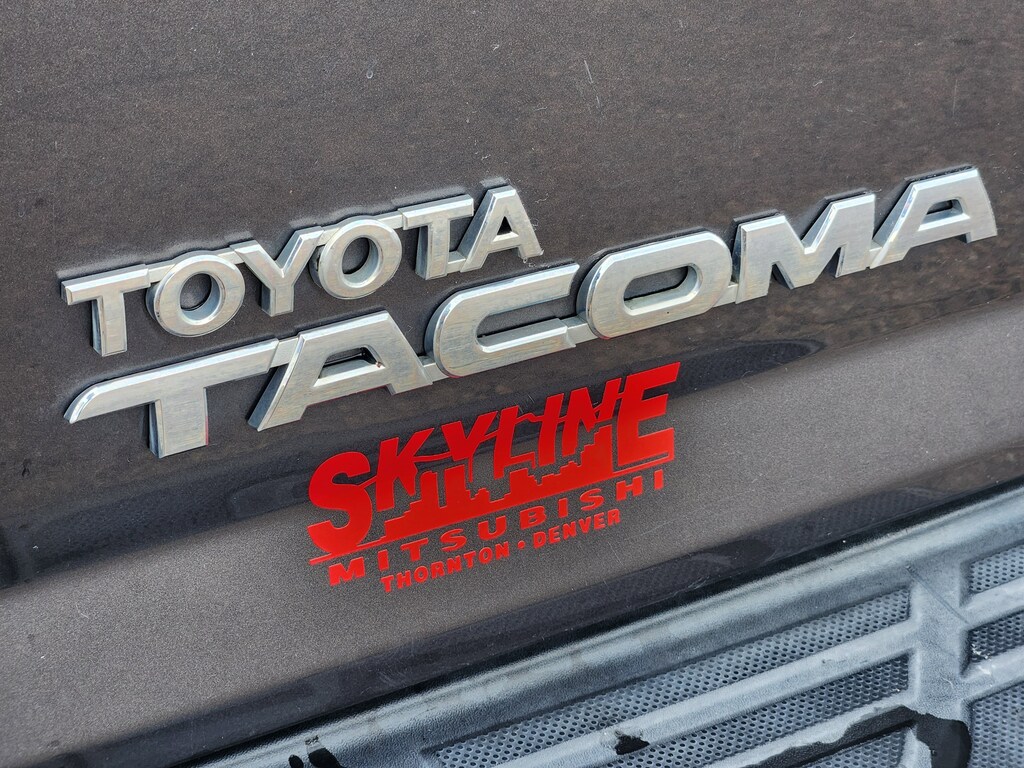 TOYOTA
TACOMA
SKYLINE
MITSUBISHI
THORNTON • DENVER